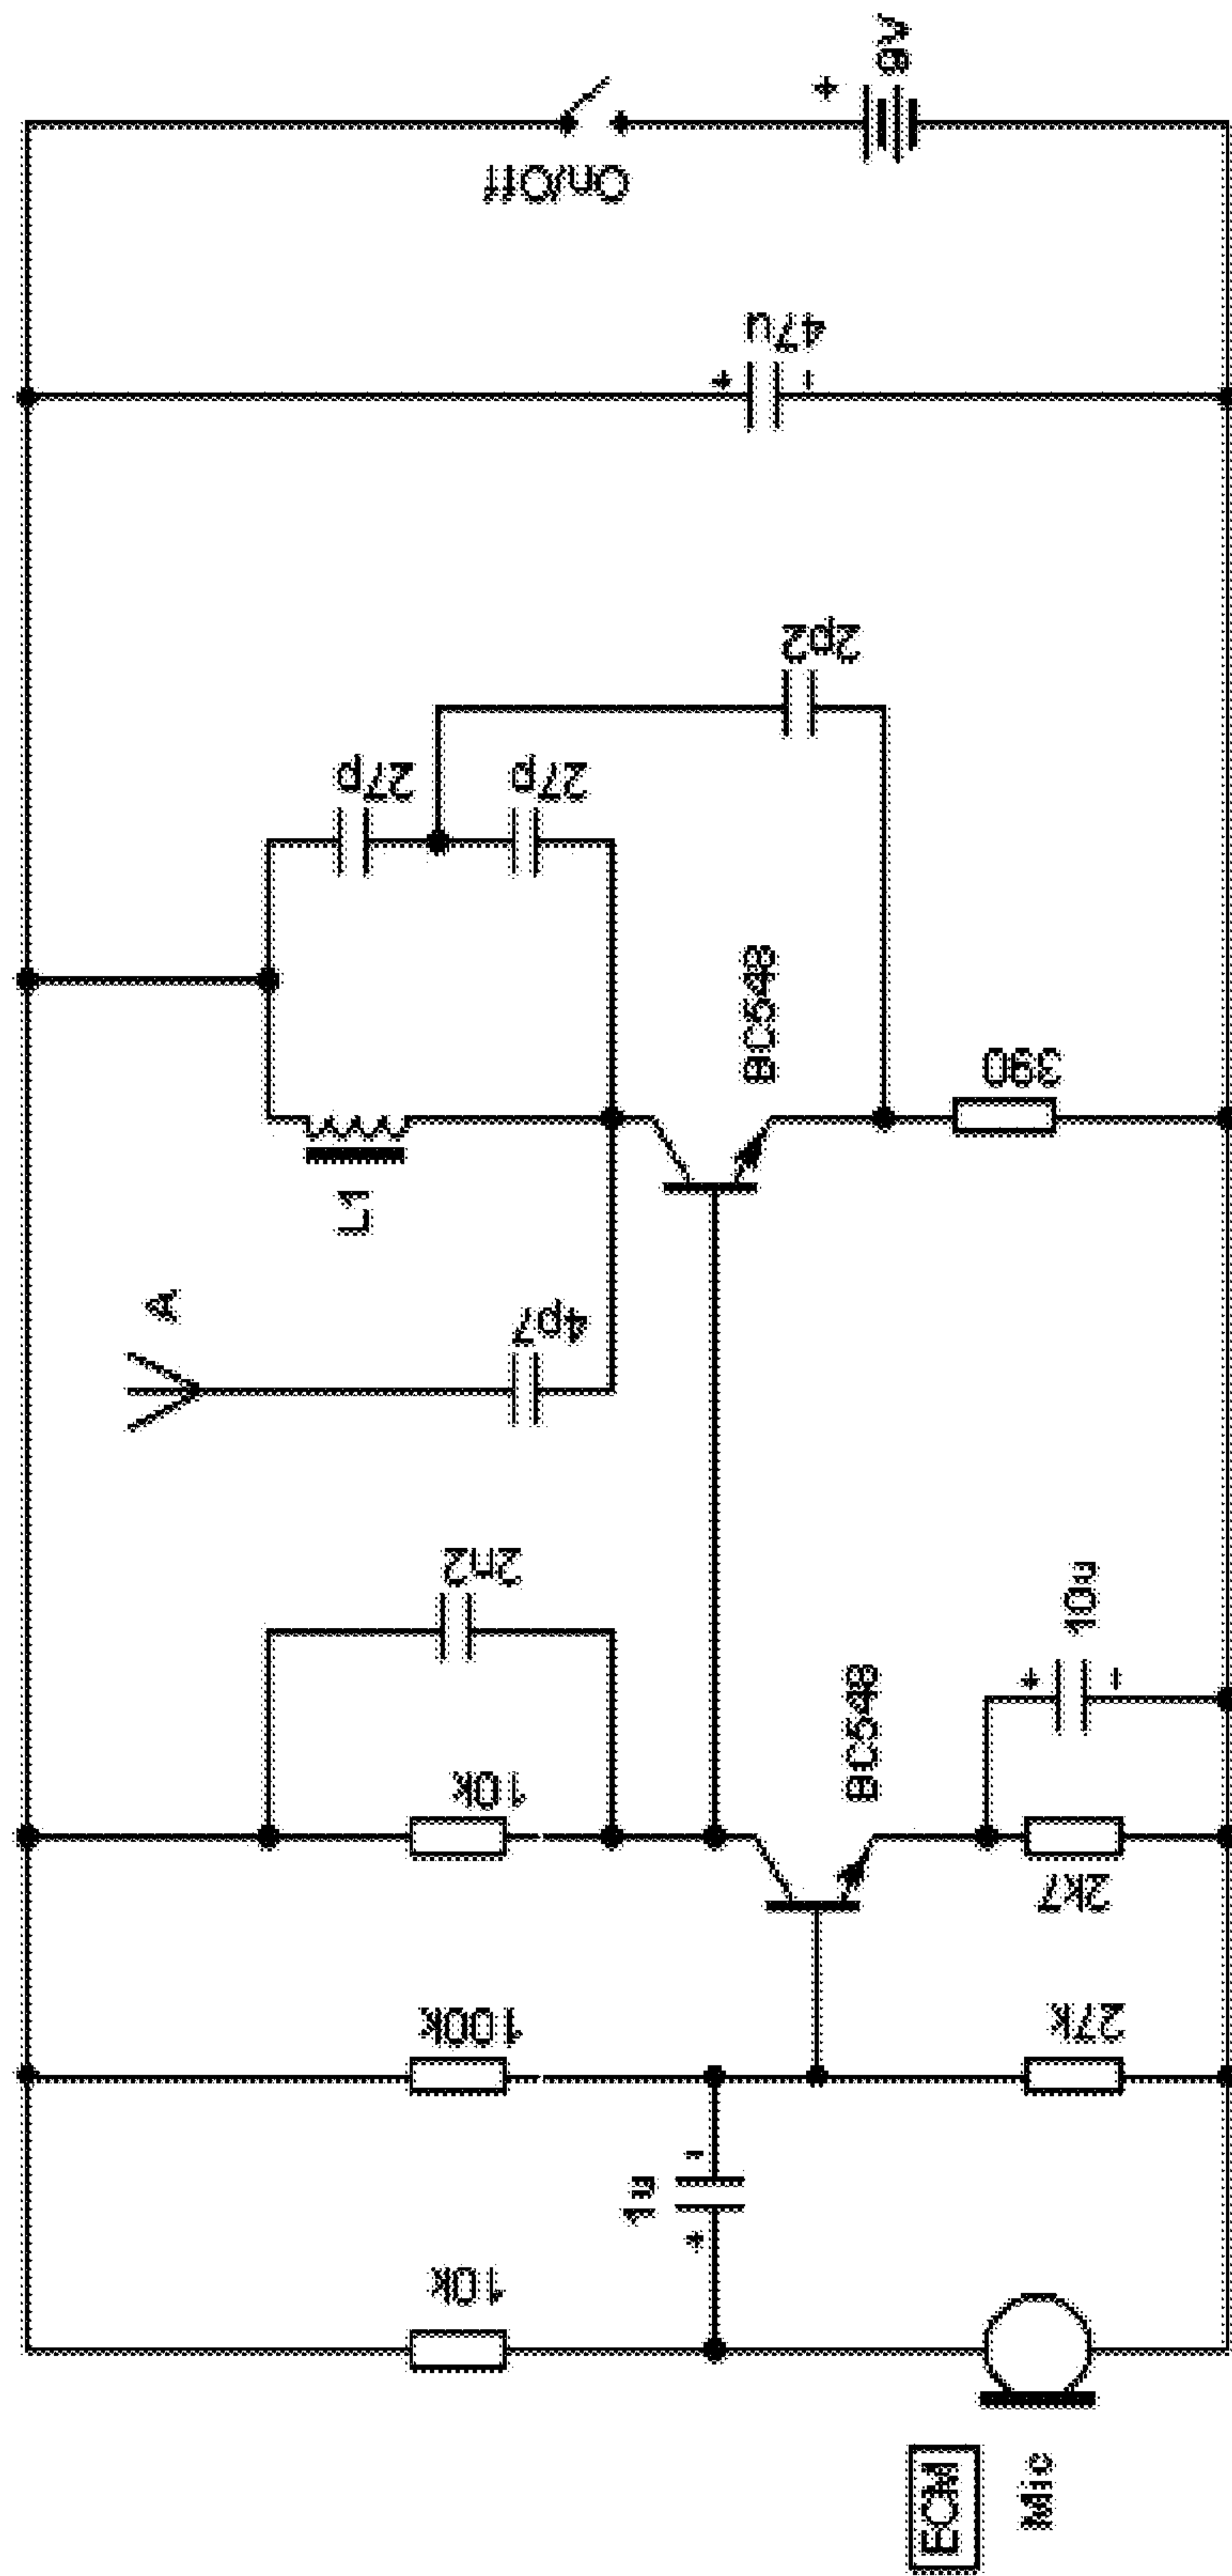 ECM
Mic
10k
+
1u
-
100k
27k
10k
2n2
BC548
2k7
+
10u
-
A
4p7
L1
BC548
390
27p
27p
2p2
47u
+
-
On/Off
+
9V